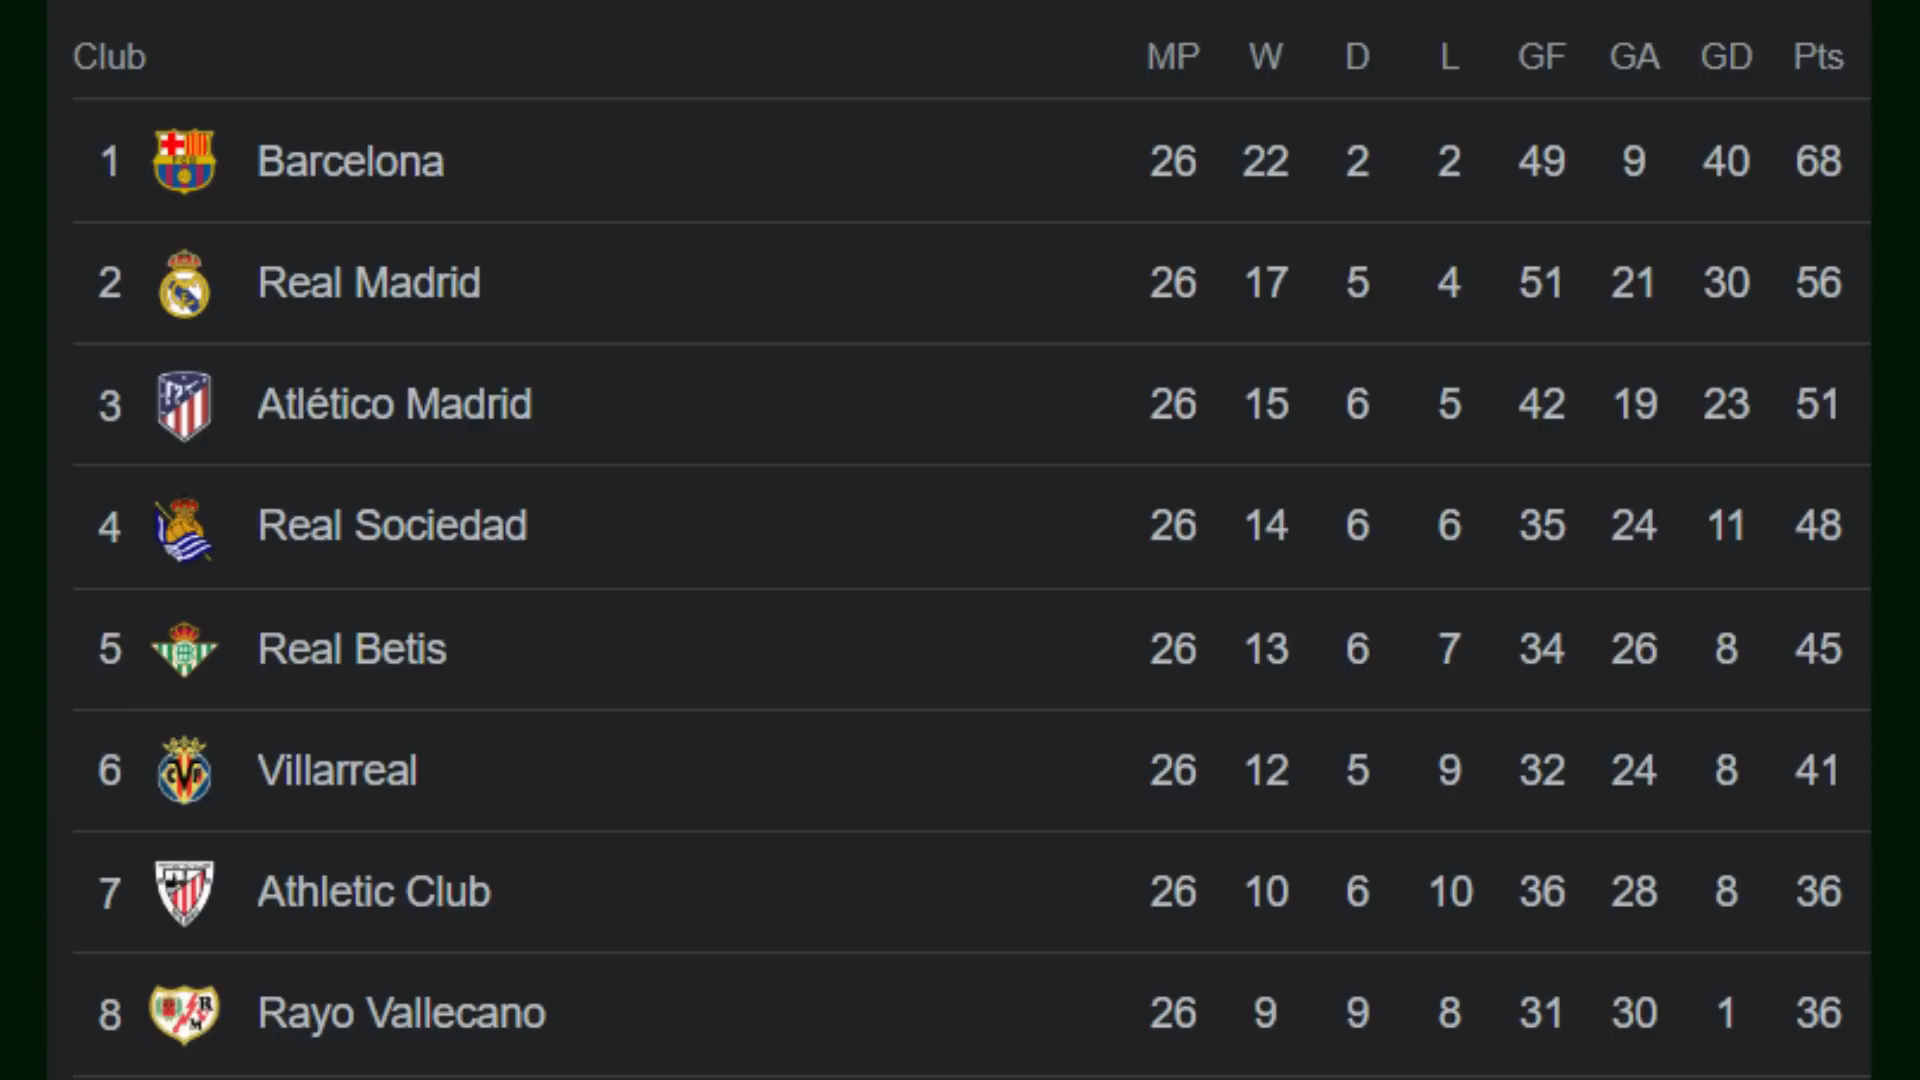 Club MP W D L GF GA GD Pts
1 Barcelona 26 22 2 2 49 9 40 68
2 Real Madrid 26 17 5 4 51 21 30 56
3 Atlético Madrid 26 15 6 5 42 19 23 51
4 Real Sociedad 26 14 6 6 35 24 11 48
5 Real Betis 26 13 6 7 34 26 8 45
6 Villarreal 26 12 5 9 32 24 8 41
7 Athletic Club 26 10 6 10 36 28 8 36
8 Rayo Vallecano 26 9 9 8 31 30 1 36